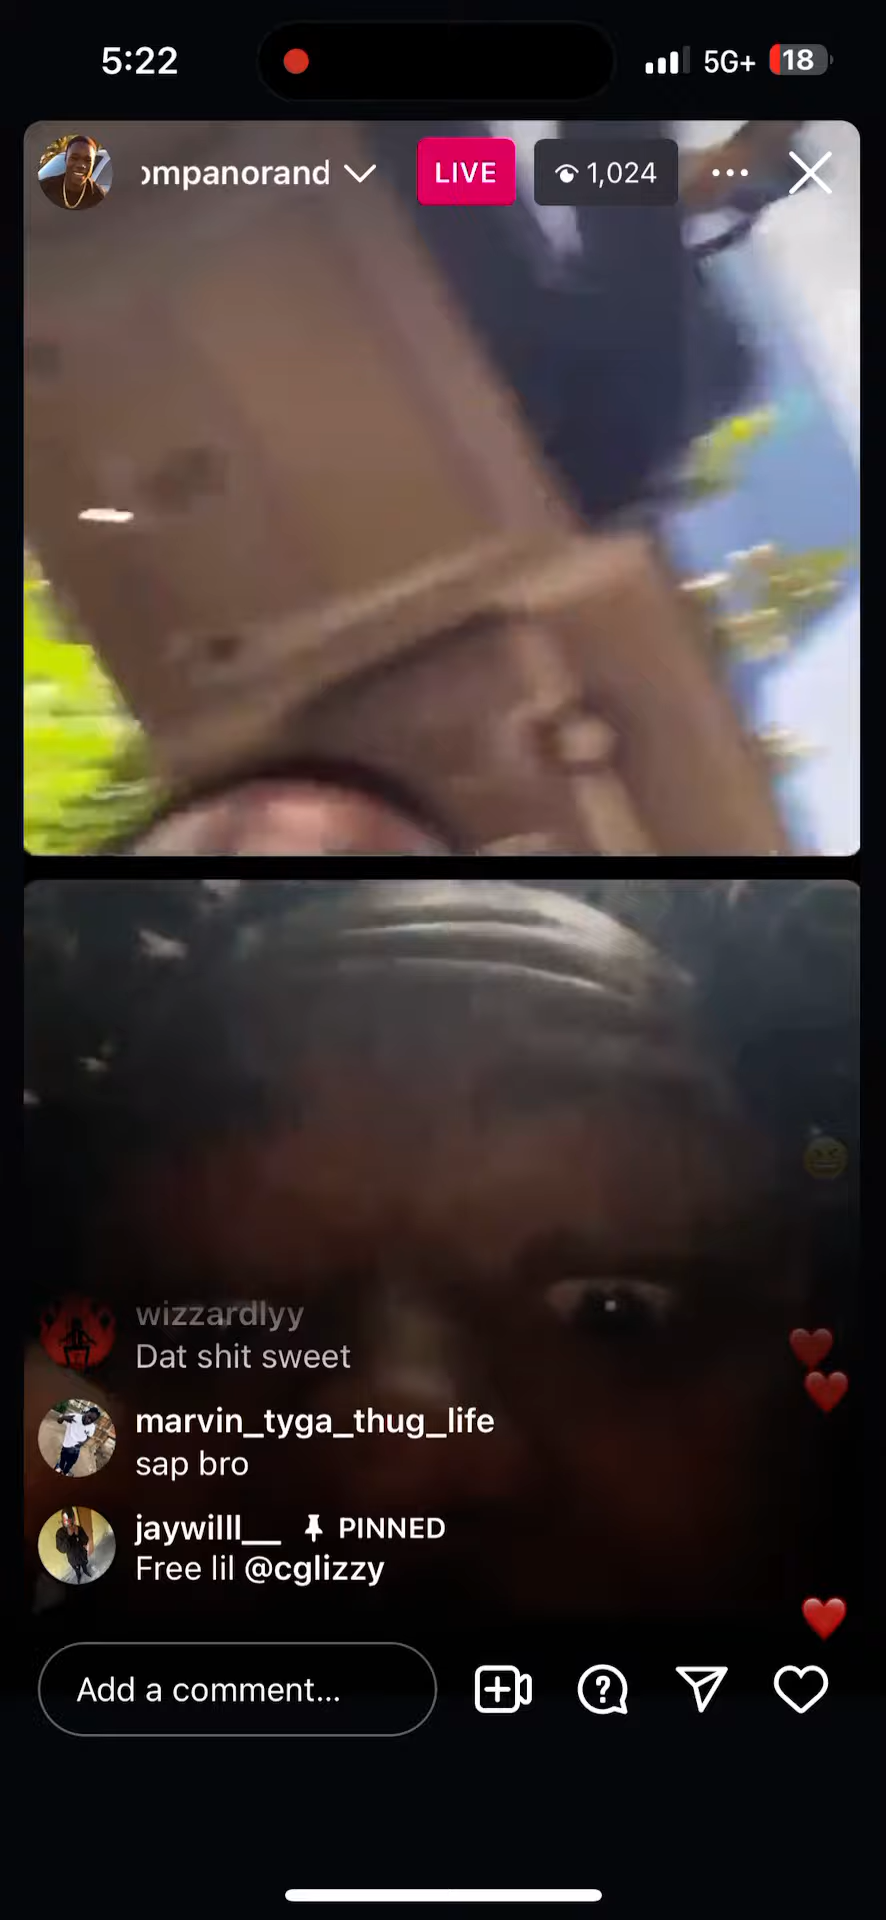 5:22
5G+
18
ompanorand
LIVE
1,024
wizzardlyy
Dat shit sweet
marvin_tyga_thug_life
sap bro
jaywilll__ PINNED
Free lil @cglizzy
Add a comment...